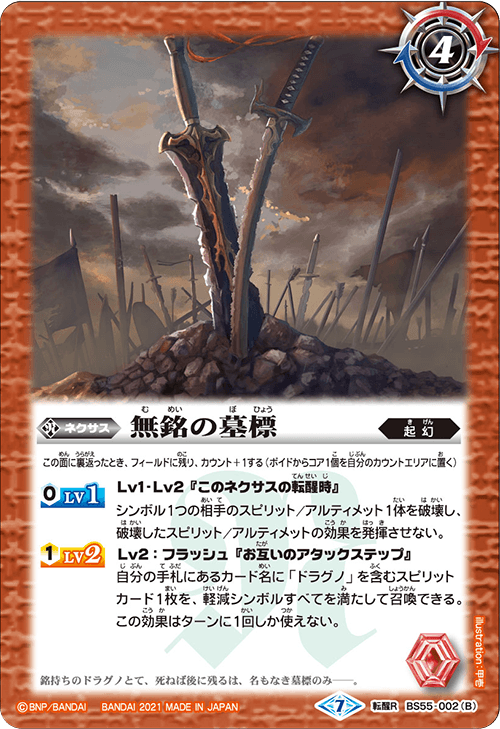 4
ネクサス
無銘の墓標
むめい ぼひょう
起幻
きげん
この面に裏返ったとき、フィールドに残り、カウント+1する(ボイドからコア1個を自分のカウントエリアに置く)
0 LV1
Lv1・Lv2『このネクサスの転醒時』
シンボル1つの相手のスピリット/アルティメット1体を破壊し、
破壊したスピリット/アルティメットの効果を発揮させない。
1 LV2
Lv2:フラッシュ『お互いのアタックステップ』
自分の手札にあるカード名に「ドラグノ」を含むスピリット
カード1枚を、軽減シンボルすべてを満たして召喚できる。
この効果はターンに1回しか使えない。
銘持ちのドラグノとて、死ねば後に残るは、名もなき墓標のみ――。
illustration:甲壱
©BNP/BANDAI BANDAI 2021 MADE IN JAPAN 7 転醒R BS55-002(B)